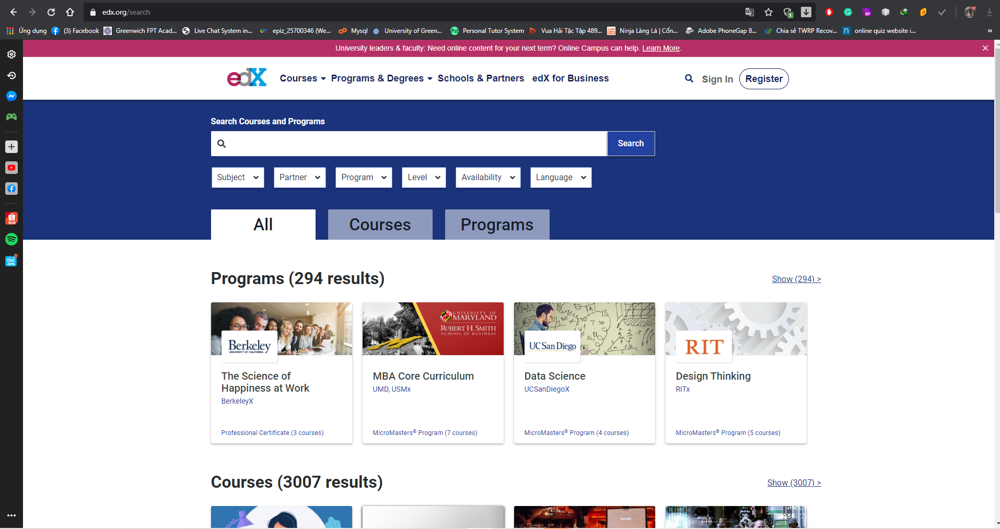 edx.org/search
Ứng dụng
(3) Facebook
Greenwich FPT Acad...
Live Chat System in...
epiz_25700346 (We...
Mysql
University of Green...
Personal Tutor System
Vua Hải Tặc Tập 489...
Ninja Làng Lá | Cổn...
Adobe PhoneGap B...
Chia sẻ TWRP Recov...
online quiz website i...
»
University leaders & faculty: Need online content for your next term? Online Campus can help. Learn More.
edX
Courses
Programs & Degrees
Schools & Partners
edX for Business
Sign In
Register
Search Courses and Programs
Search
Subject
Partner
Program
Level
Availability
Language
All
Courses
Programs
Programs (294 results)
Show (294) >
Berkeley
UNIVERSITY OF CALIFORNIA
UNIVERSITY OF
MARYLAND
ROBERT H. SMITH
SCHOOL OF BUSINESS
UC San Diego
RIT
The Science of
Happiness at Work
BerkeleyX
Professional Certificate (3 courses)
MBA Core Curriculum
UMD, USMx
MicroMasters® Program (7 courses)
Data Science
UCSanDiegoX
MicroMasters® Program (4 courses)
Design Thinking
RITx
MicroMasters® Program (5 courses)
Courses (3007 results)
Show (3007) >
10.10
TIKI
-50%
RP
1